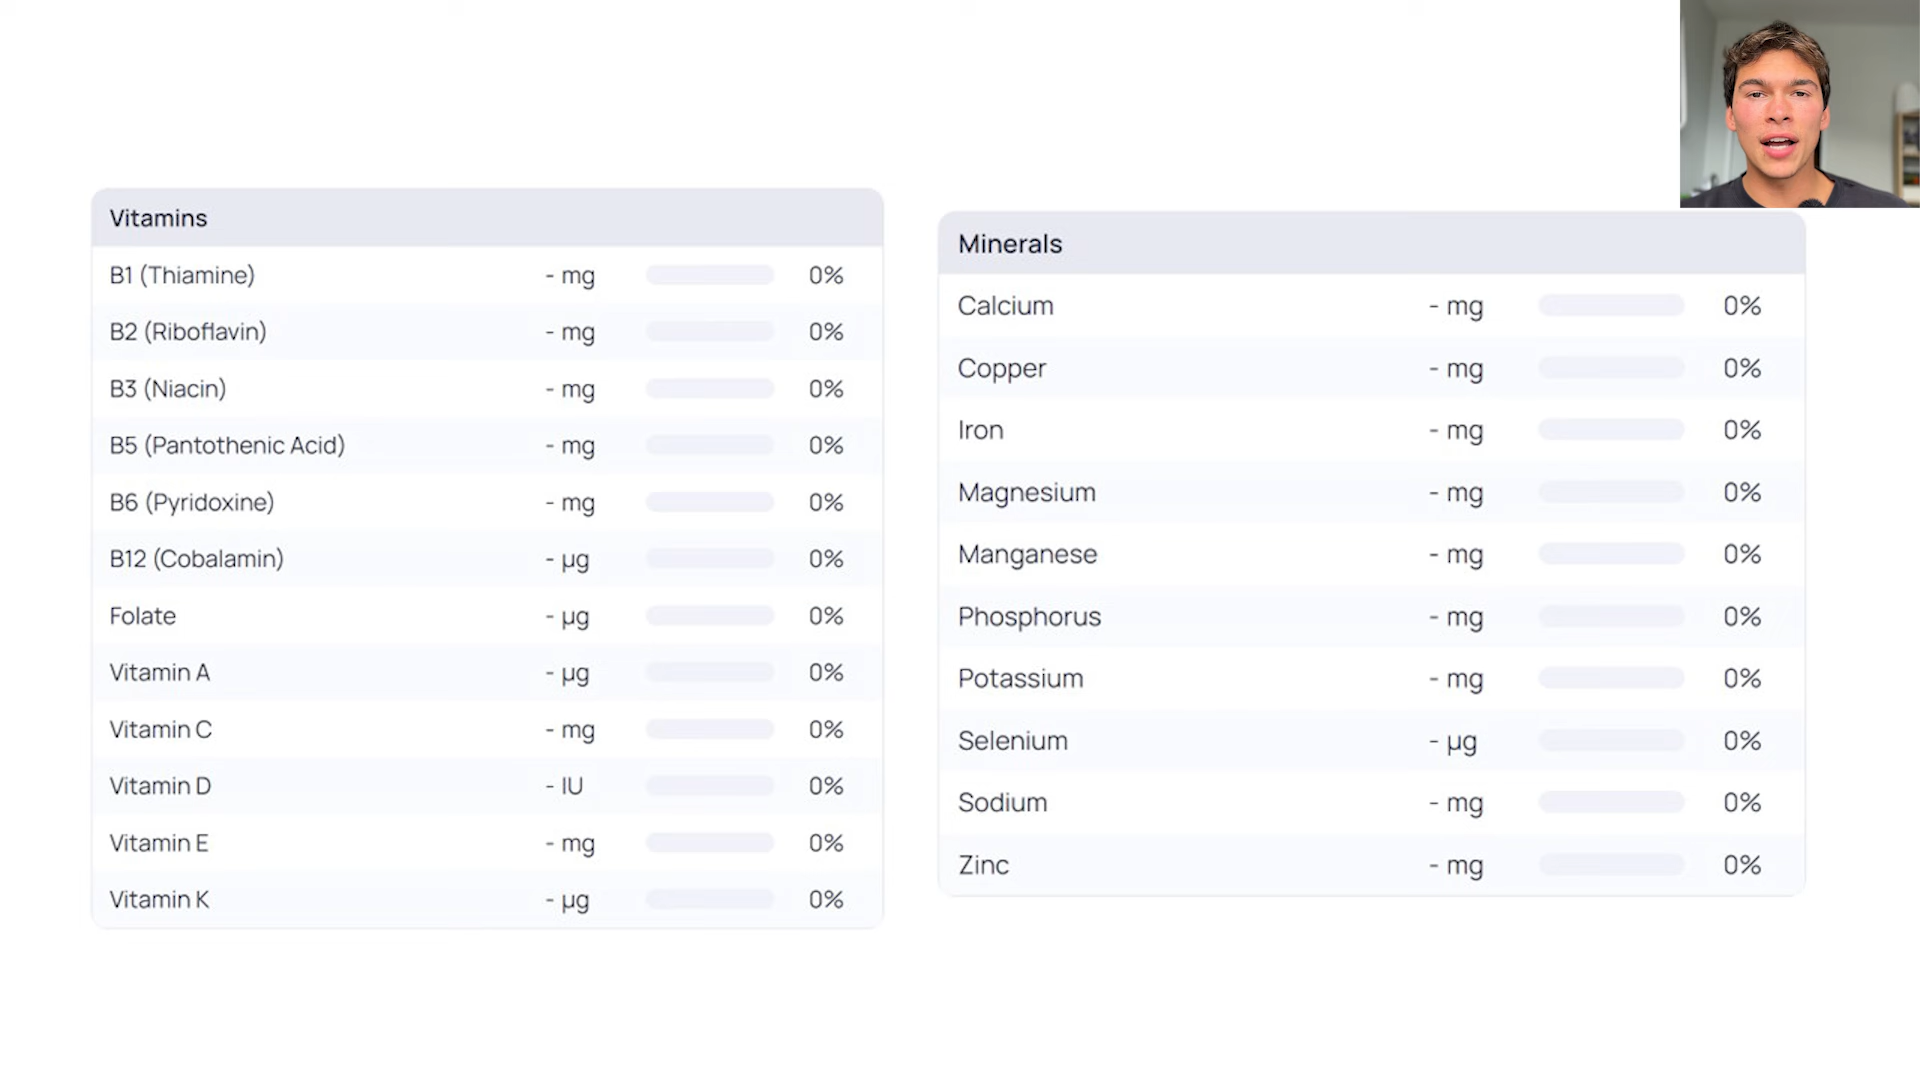 Vitamins
B1 (Thiamine) - mg 0%
B2 (Riboflavin) - mg 0%
B3 (Niacin) - mg 0%
B5 (Pantothenic Acid) - mg 0%
B6 (Pyridoxine) - mg 0%
B12 (Cobalamin) - µg 0%
Folate - µg 0%
Vitamin A - µg 0%
Vitamin C - mg 0%
Vitamin D - IU 0%
Vitamin E - mg 0%
Vitamin K - µg 0%
Minerals
Calcium - mg 0%
Copper - mg 0%
Iron - mg 0%
Magnesium - mg 0%
Manganese - mg 0%
Phosphorus - mg 0%
Potassium - mg 0%
Selenium - µg 0%
Sodium - mg 0%
Zinc - mg 0%